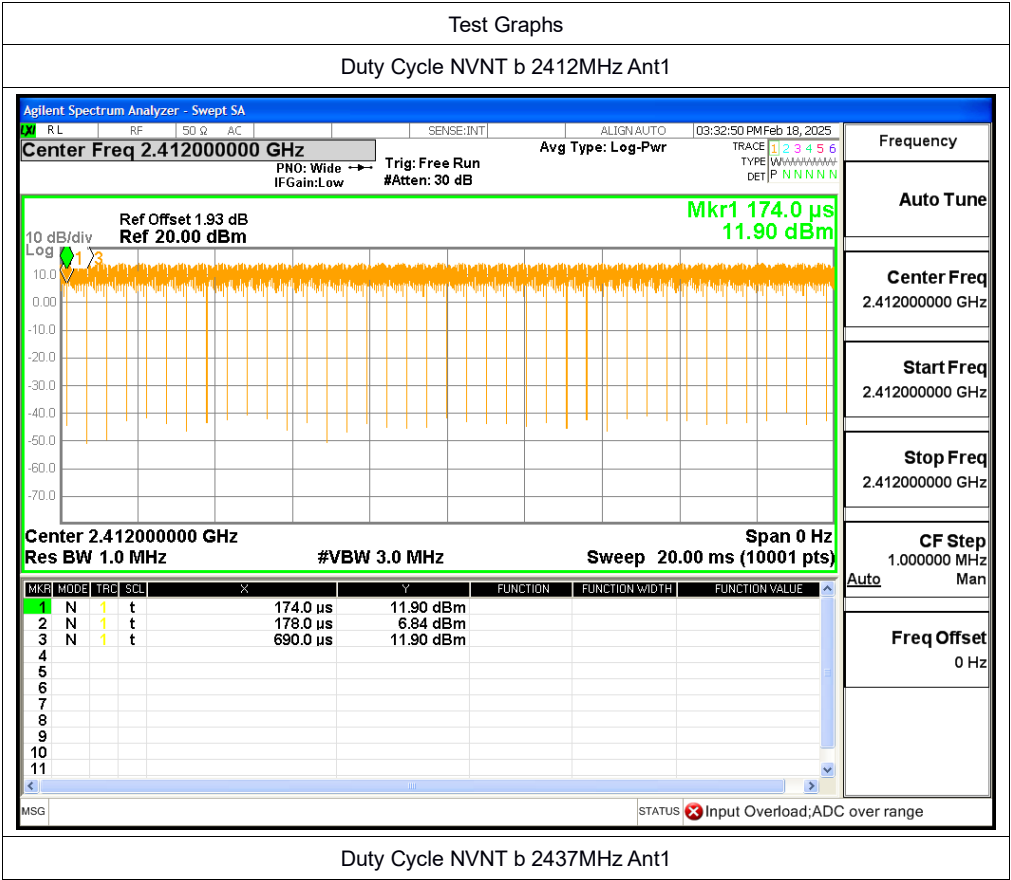 Test Graphs
Duty Cycle NVNT b 2412MHz Ant1
Agilent Spectrum Analyzer - Swept SA
LXI RL RF 50 Ω AC SENSE:INT ALIGN AUTO 03:32:50 PM Feb 18, 2025
Center Freq 2.412000000 GHz
PNO: Wide
IFGain:Low
Trig: Free Run
#Atten: 30 dB
Avg Type: Log-Pwr
TRACE 1 2 3 4 5 6
TYPE W
DET P N N N N N
Ref Offset 1.93 dB
Ref 20.00 dBm
Mkr1 174.0 µs
11.90 dBm
10 dB/div
Log
1 3
10.0
0.00
-10.0
-20.0
-30.0
-40.0
-50.0
-60.0
-70.0
Center 2.412000000 GHz
Span 0 Hz
Res BW 1.0 MHz
#VBW 3.0 MHz
Sweep 20.00 ms (10001 pts)
MKR MODE TRC SCL X Y FUNCTION FUNCTION WIDTH FUNCTION VALUE
1 N 1 t 174.0 µs 11.90 dBm
2 N 1 t 178.0 µs 6.84 dBm
3 N 1 t 690.0 µs 11.90 dBm
4
5
6
7
8
9
10
11
MSG
STATUS
Input Overload;ADC over range
Frequency
Auto Tune
Center Freq
2.412000000 GHz
Start Freq
2.412000000 GHz
Stop Freq
2.412000000 GHz
CF Step
1.000000 MHz
Auto Man
Freq Offset
0 Hz
Duty Cycle NVNT b 2437MHz Ant1